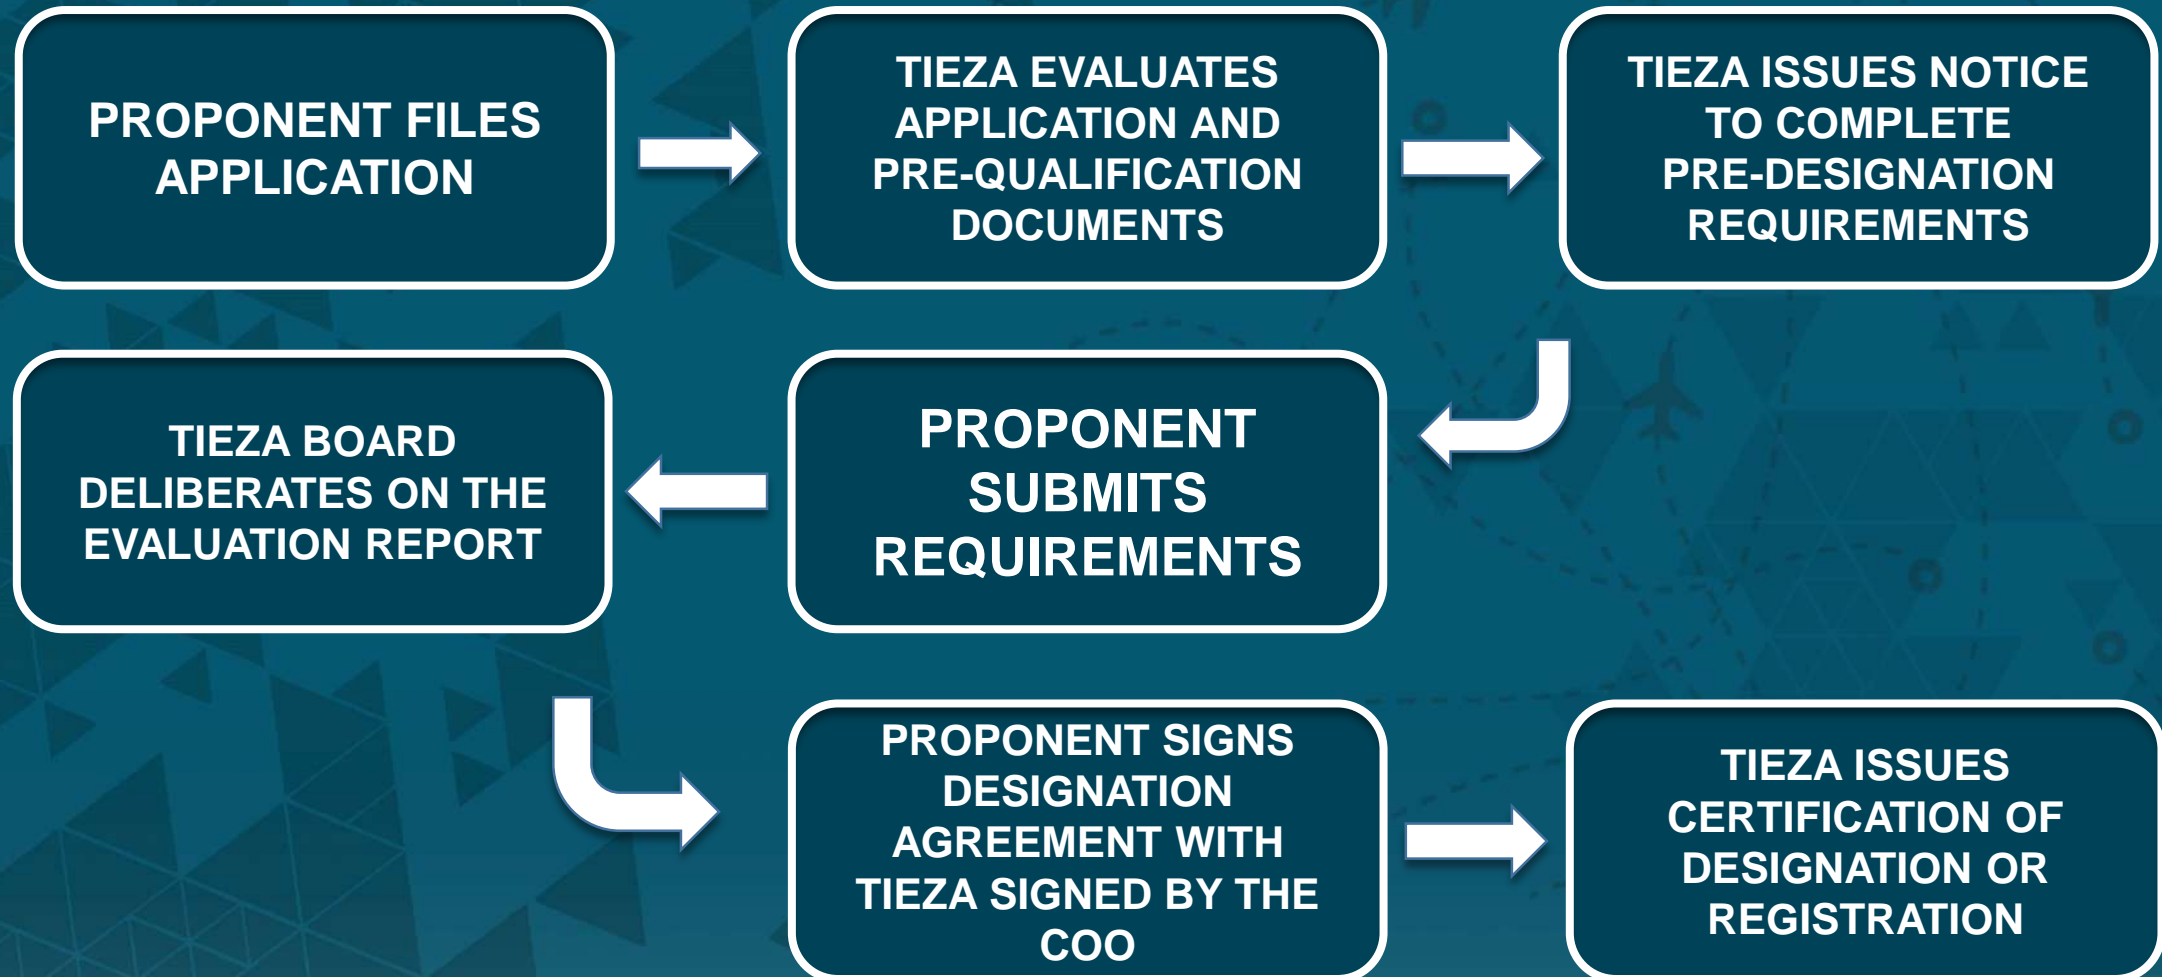 PROPONENT FILES
APPLICATION
TIEZA EVALUATES
APPLICATION AND
PRE-QUALIFICATION
DOCUMENTS
TIEZA ISSUES NOTICE
TO COMPLETE
PRE-DESIGNATION
REQUIREMENTS
PROPONENT
SUBMITS
REQUIREMENTS
TIEZA BOARD
DELIBERATES ON THE
EVALUATION REPORT
PROPONENT SIGNS
DESIGNATION
AGREEMENT WITH
TIEZA SIGNED BY THE
COO
TIEZA ISSUES
CERTIFICATION OF
DESIGNATION OR
REGISTRATION